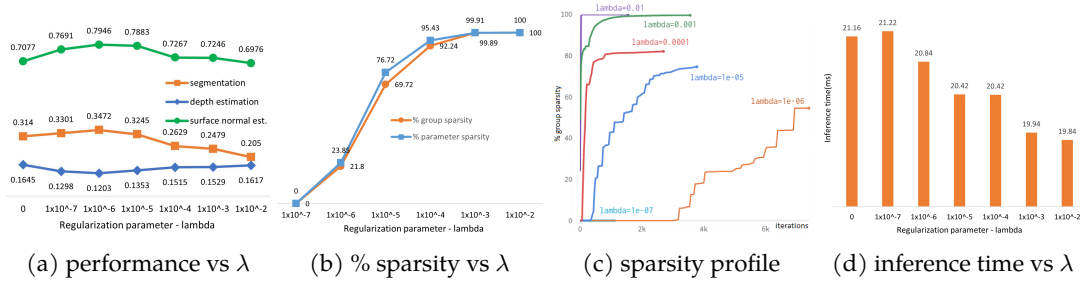 0.7077 0.7691 0.7946 0.7883 0.7267 0.7246 0.6976
segmentation
depth estimation
surface normal est.
0.314 0.3301 0.3472 0.3245 0.2629 0.2479 0.205
0.1645 0.1298 0.1203 0.1353 0.1515 0.1529 0.1617
0 1x10^-7 1x10^-6 1x10^-5 1x10^-4 1x10^-3 1x10^-2
Regularization parameter - lambda
(a) performance vs λ
95.43 99.91 100
76.72 92.24 99.89 100
69.72
% group sparsity
% parameter sparsity
23.85
21.8
0
0
1x10^-7 1x10^-6 1x10^-5 1x10^-4 1x10^-3 1x10^-2
Regularization parameter - lambda
(b) % sparsity vs λ
% group sparsity
100
80
60
40
20
0
lambda=0.01
lambda=0.001
lambda=0.0001
lambda=1e-05
lambda=1e-06
lambda=1e-07
0 2k 4k 6k iterations
(c) sparsity profile
Inference time(ms)
21.16 21.22 20.84 20.42 20.42 19.94 19.84
0 1x10^-7 1x10^-6 1x10^-5 1x10^-4 1x10^-3 1x10^-2
Regularization parameter - lambda
(d) inference time vs λ